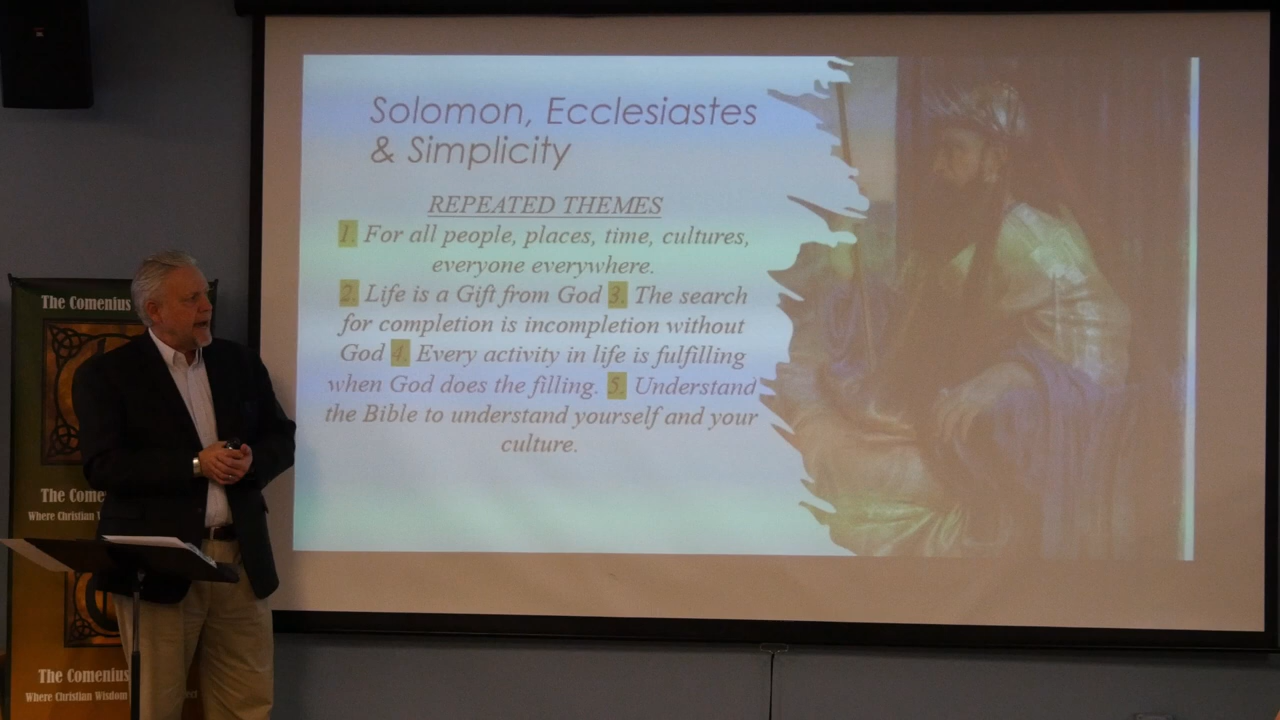 Solomon, Ecclesiastes
& Simplicity
REPEATED THEMES
1. For all people, places, time, cultures,
everyone everywhere.
2. Life is a Gift from God 3. The search
for completion is incompletion without
God 4. Every activity in life is fulfilling
when God does the filling. 5. Understand
the Bible to understand yourself and your
culture.
The Comenius
The Come
Where Christian
The Comenius
Where Christian Wisdom